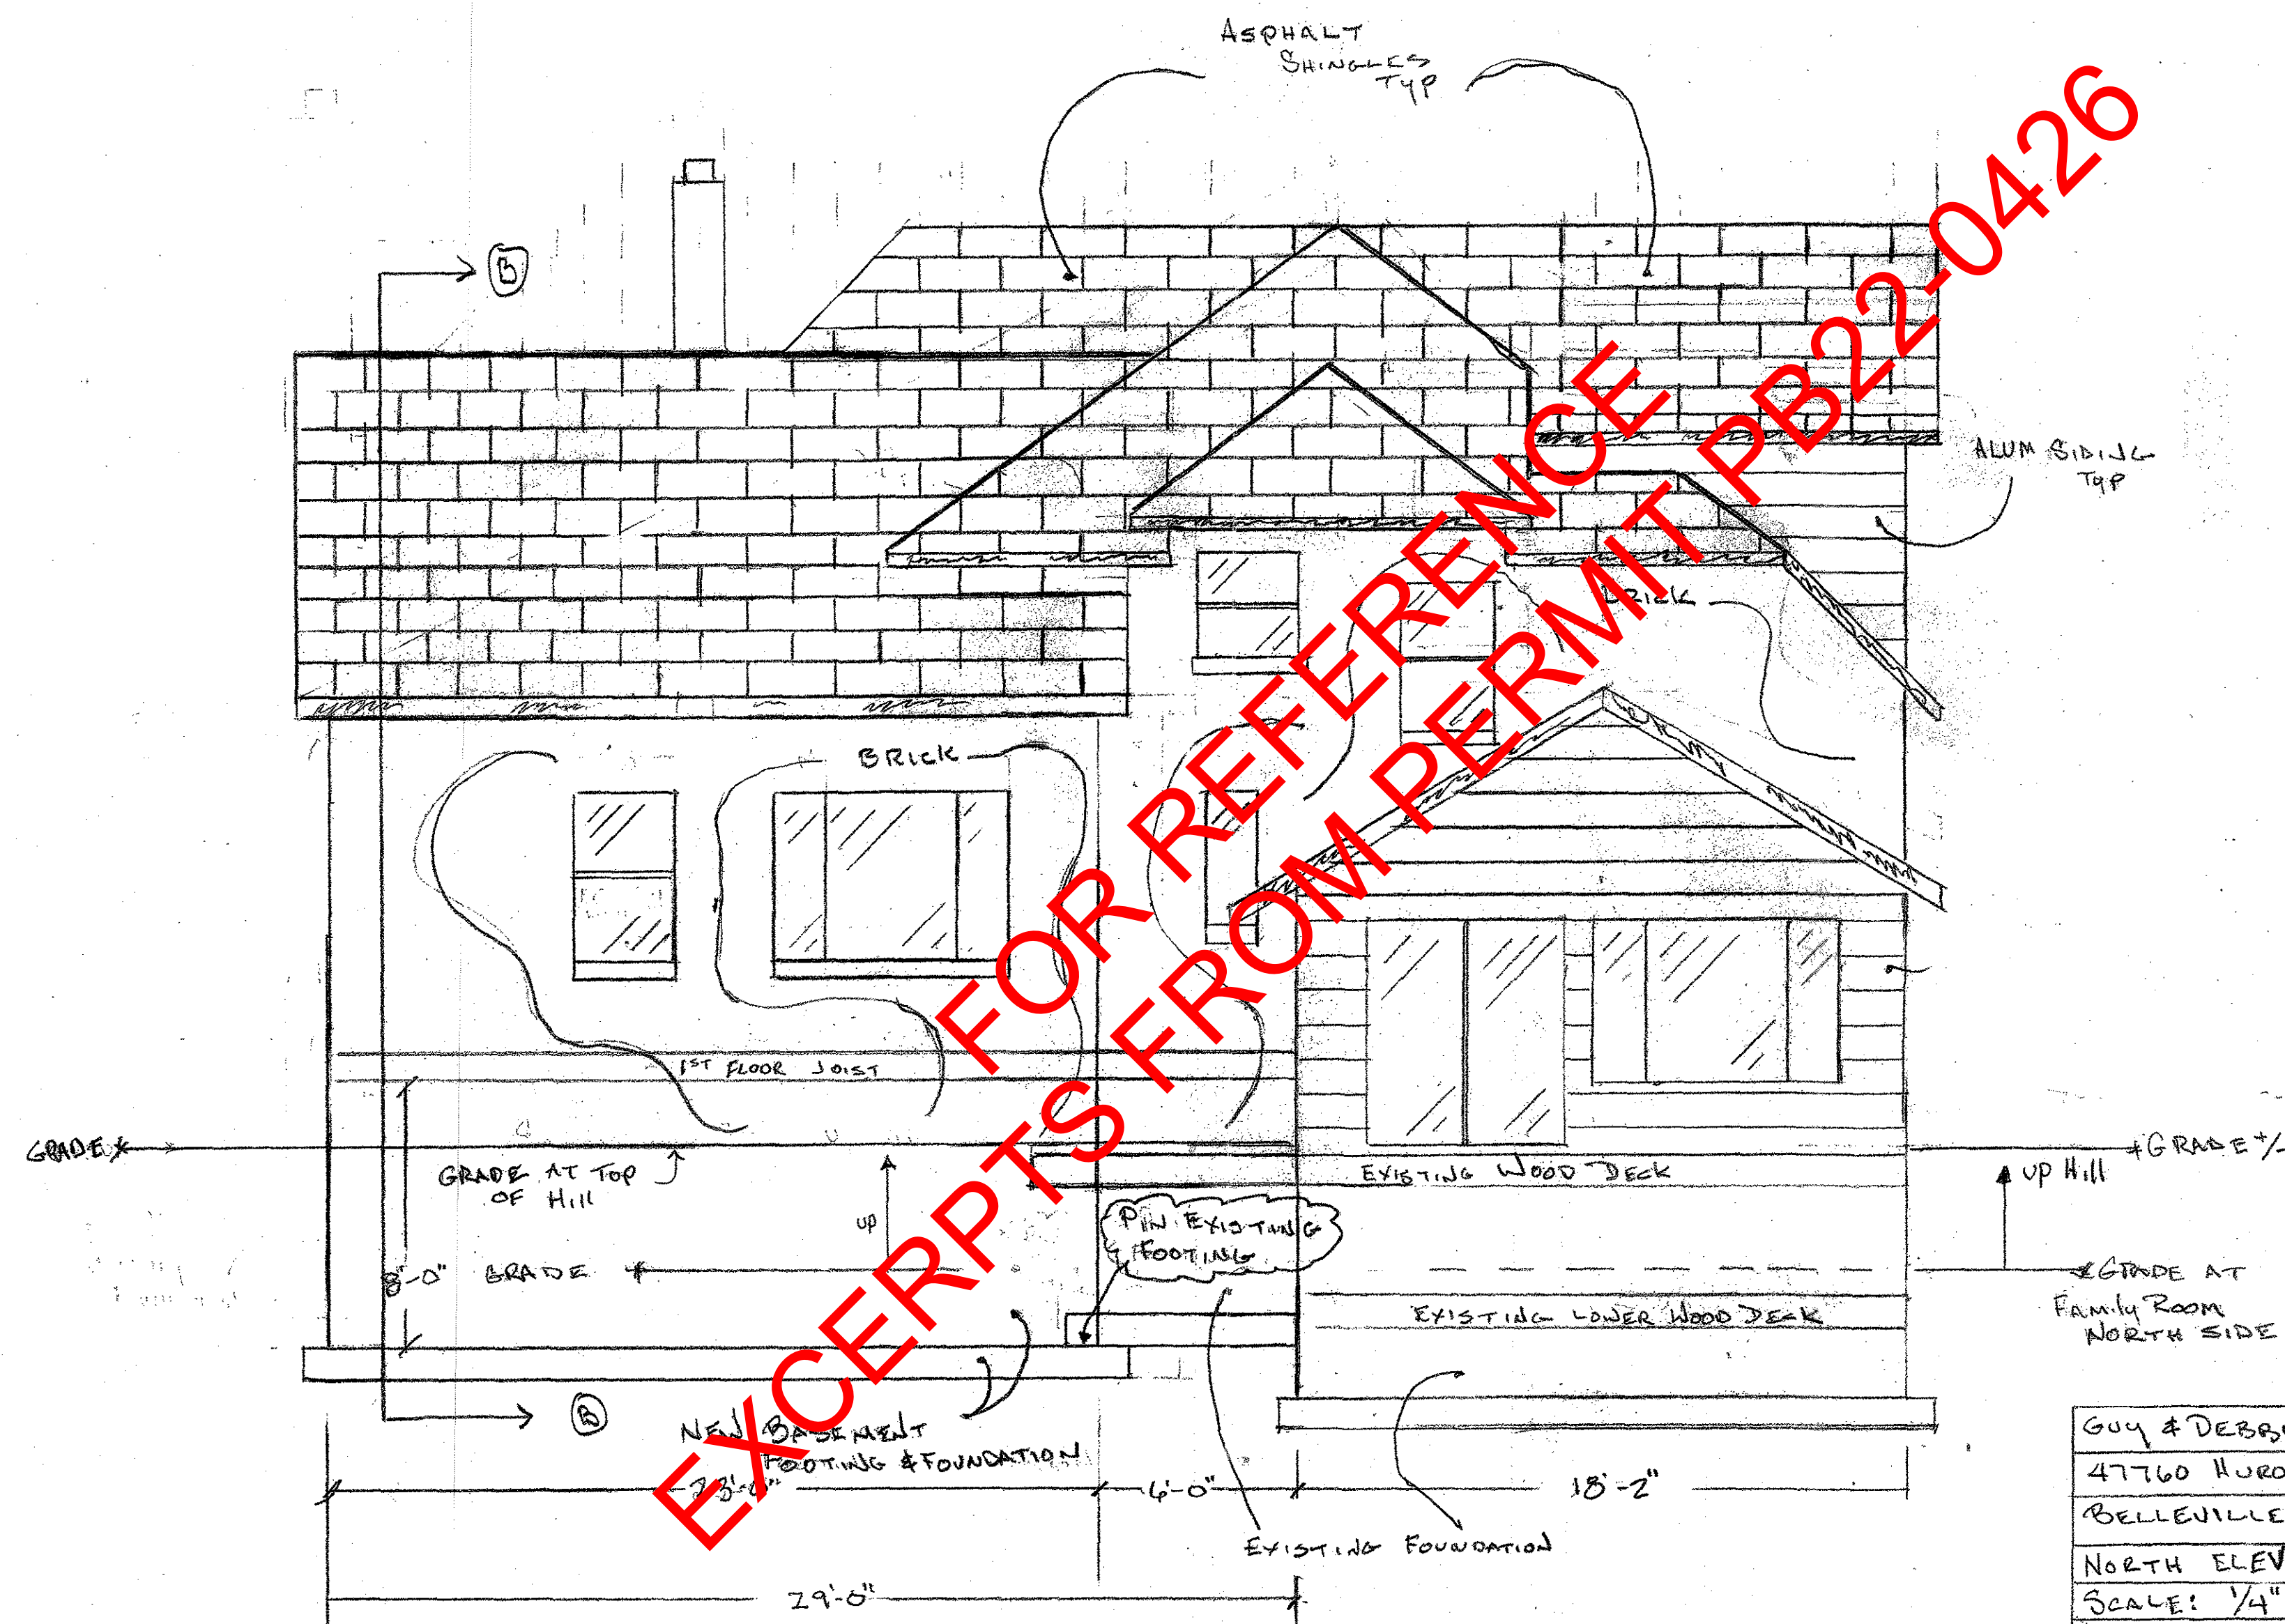 ASPHALT
SHINGLES
TYP
B
ALUM SIDING
TYP
BRICK
BRICK
1ST FLOOR JOIST
GRADE
GRADE AT TOP
OF Hill
UP
8'-0"
GRADE
PIN EXISTING
FOOTING
EXISTING WOOD DECK
GRADE +/-
UP Hill
GRADE AT
FAMILY ROOM
NORTH SIDE
EXISTING LOWER WOOD DECK
B
NEW BASEMENT
FOOTING & FOUNDATION
23'-0"
6'-0"
18'-2"
EXISTING FOUNDATION
29'-0"
GUY & DEBB
47760 HURO
BELLEVILLE
NORTH ELEV
SCALE: 1/4"
FOR REFERENCE
EXCERPTS FROM PERMIT PB22-0426